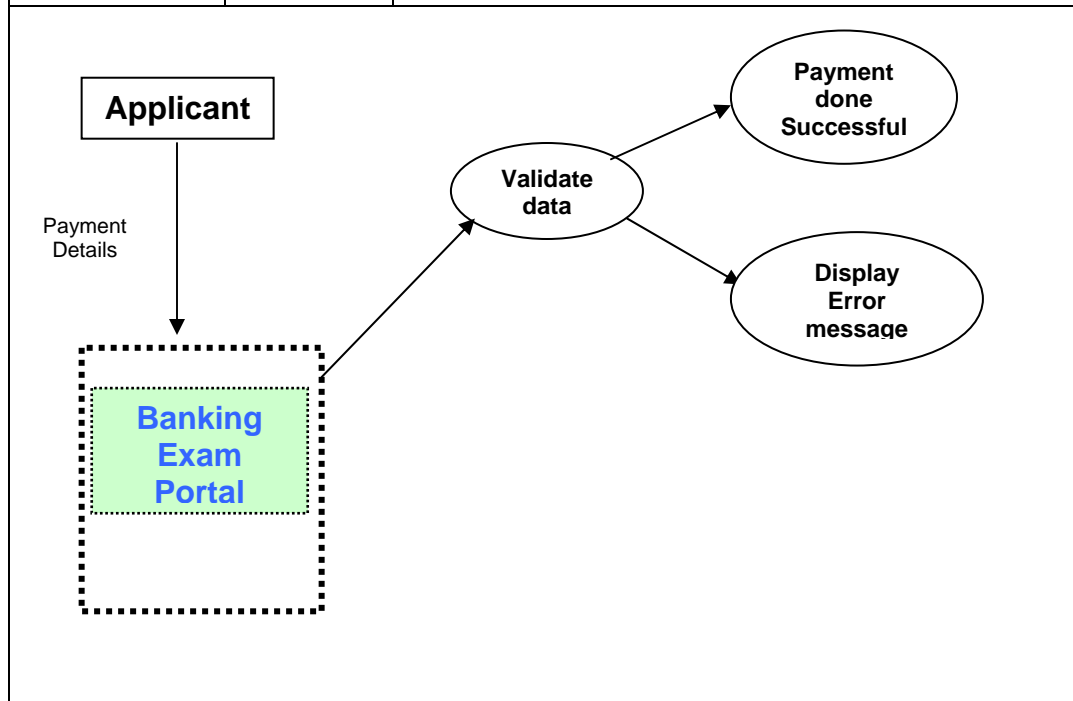 Applicant
Payment
Details
Banking
Exam
Portal
Validate
data
Payment
done
Successful
Display
Error
message